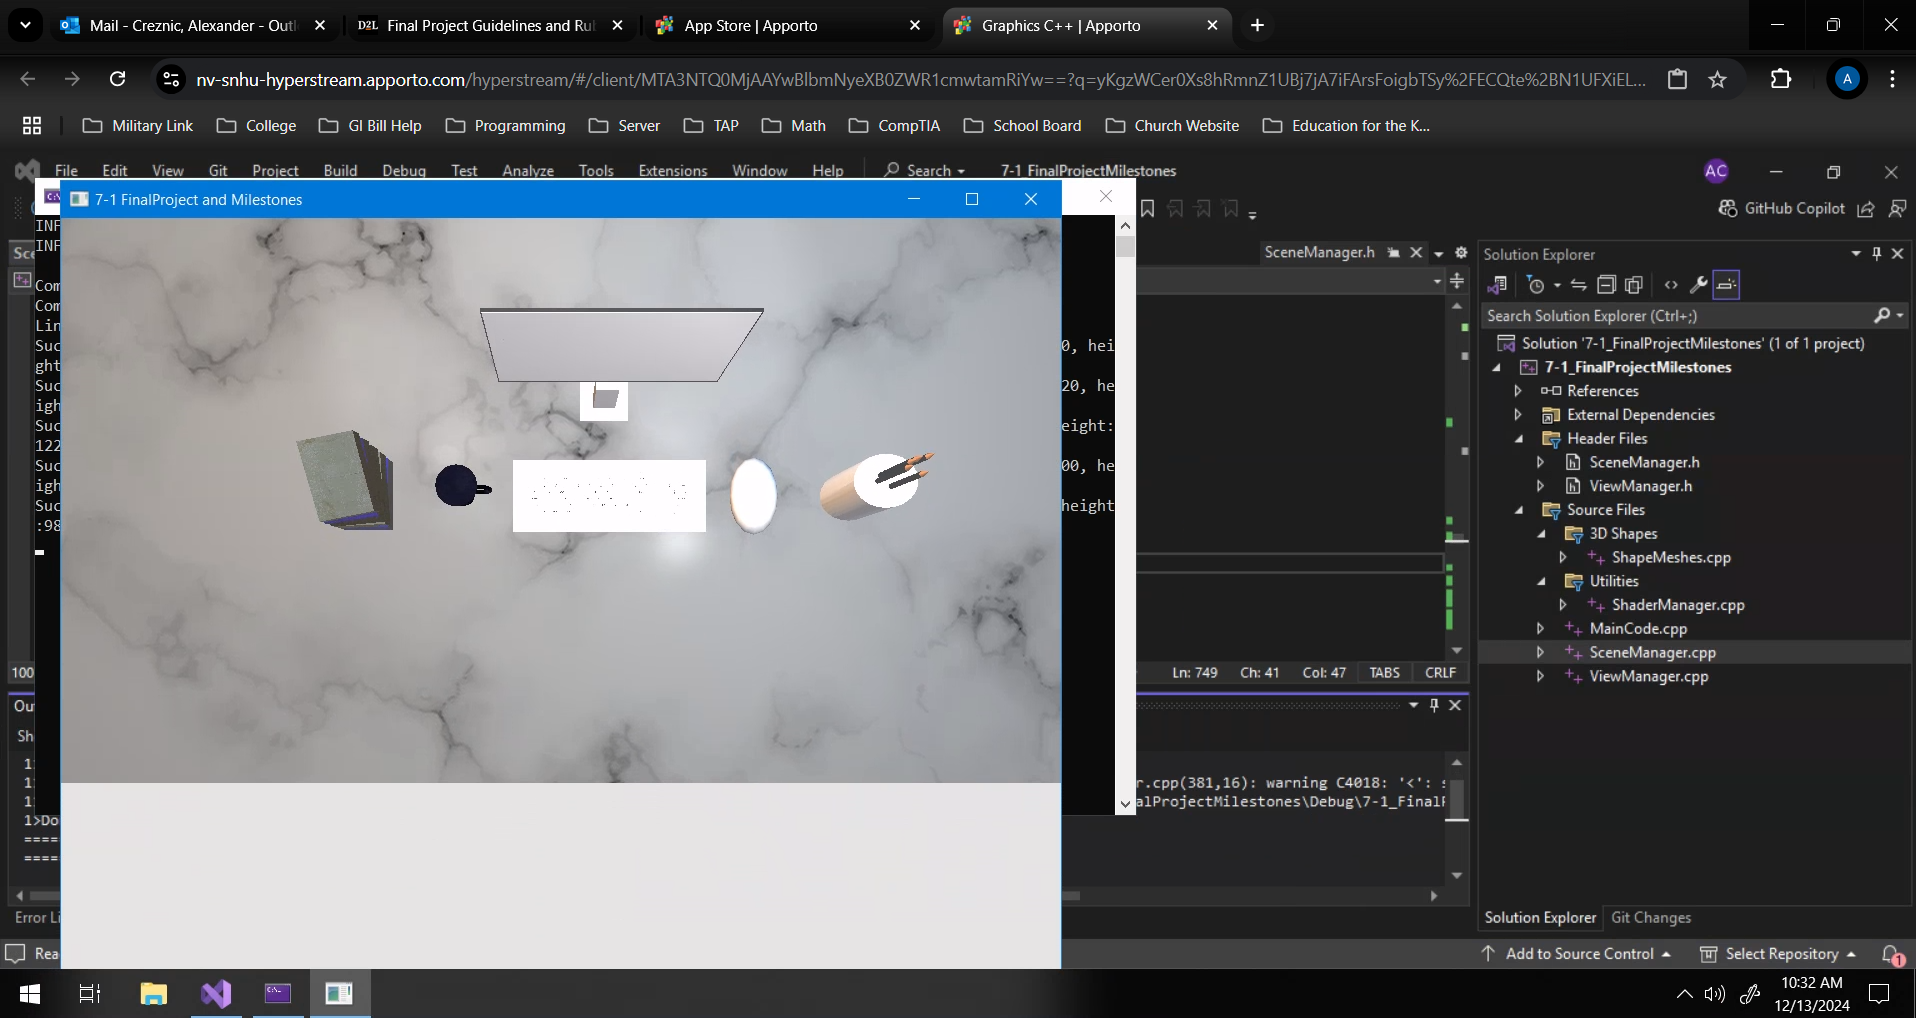 Mail - Creznic, Alexander - Outl
D2L Final Project Guidelines and Ru
App Store | Apporto
Graphics C++ | Apporto
nv-snhu-hyperstream.apporto.com/hyperstream/#/client/MTA3NTQ0MjAAYwBlbmNyeXB0ZWR1cmwtamRiYw==?q=yKgzWCer0Xs8hRmnZ1UBj7jA7iFArsFoigbTSy%2FECQte%2BN1UFXiEL...
A
Military Link College GI Bill Help Programming Server TAP Math CompTIA School Board Church Website Education for the K...
File Edit View Git Project Build Debug Test Analyze Tools Extensions Window Help Search 7-1_FinalProjectMilestones AC
7-1 FinalProject and Milestones
GitHub Copilot
INF
INF
Com
Com
Lin
Suc
ght
Suc
igh
Suc
122
Suc
igh
Suc
:98
0, hei
20, he
eight:
00, he
height
Sce
SceneManager.h
100
Ln: 749 Ch: 41 Col: 47 TABS CRLF
Ou
Sh
1
1
1
1>Do
====
====
r.cpp(381,16): warning C4018: '<': s
alProjectMilestones\Debug\7-1_FinalP
Error Li
Solution Explorer
Search Solution Explorer (Ctrl+;)
Solution '7-1_FinalProjectMilestones' (1 of 1 project)
7-1_FinalProjectMilestones
References
External Dependencies
Header Files
SceneManager.h
ViewManager.h
Source Files
3D Shapes
ShapeMeshes.cpp
Utilities
ShaderManager.cpp
MainCode.cpp
SceneManager.cpp
ViewManager.cpp
Solution Explorer Git Changes
Rea
Add to Source Control Select Repository 1
10:32 AM
12/13/2024